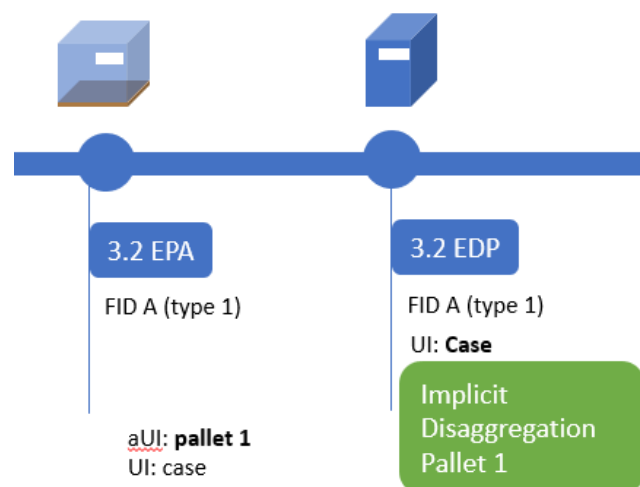 3.2 EPA
FID A (type 1)
aUI: pallet 1
UI: case
3.2 EDP
FID A (type 1)
UI: Case
Implicit
Disaggregation
Pallet 1